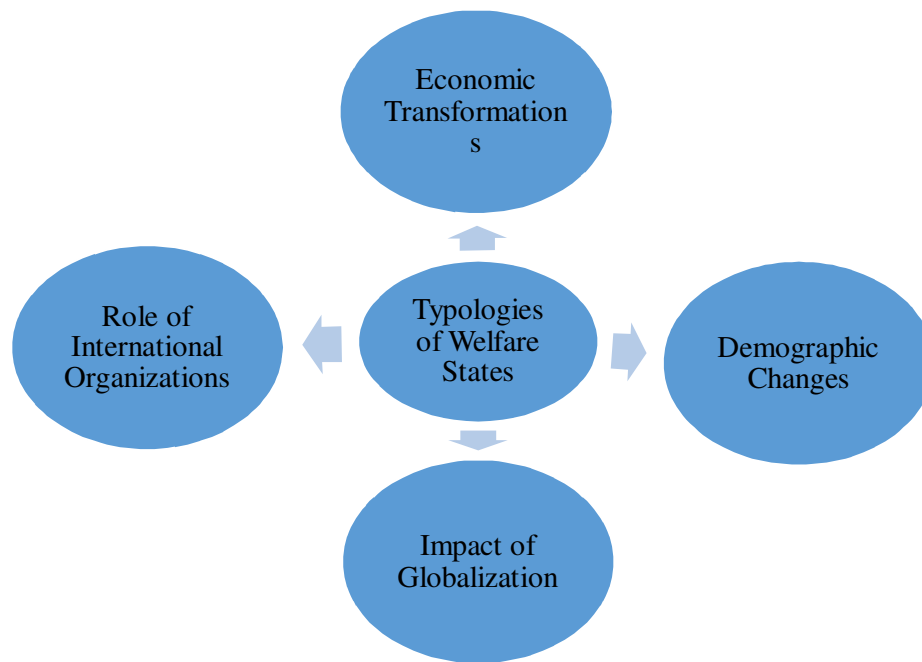 Economic
Transformation
s
Role of
International
Organizations
Typologies
of Welfare
States
Demographic
Changes
Impact of
Globalization